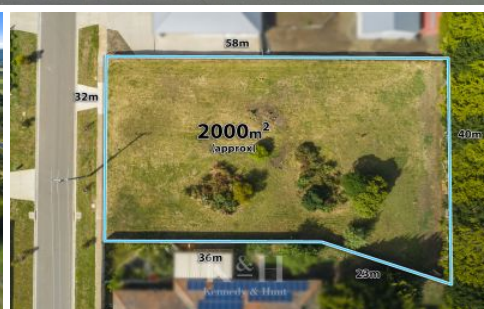 58m
32m
2000m²
(approx)
40m
36m
K&H
23m
Kennedy & Hunt